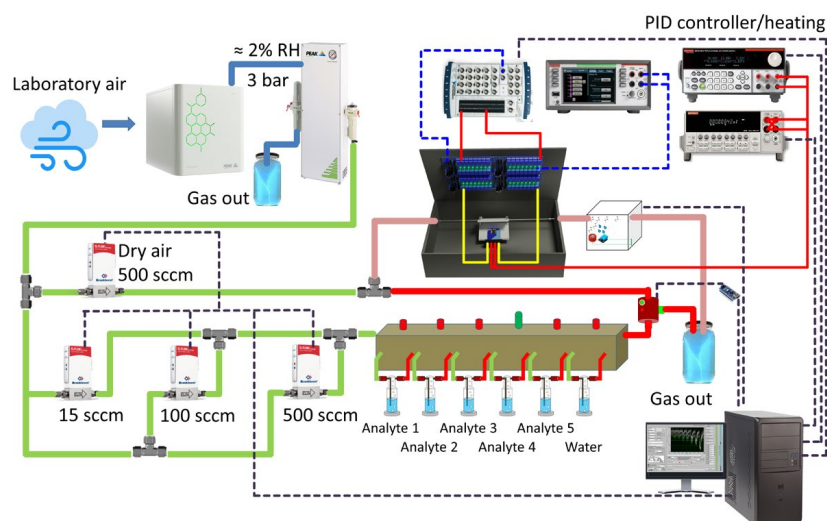 PID controller/heating
≈ 2% RH
3 bar
PEAK
Laboratory air
Gas out
Dry air
500 sccm
15 sccm
100 sccm
500 sccm
Analyte 1
Analyte 3
Analyte 5
Analyte 2
Analyte 4
Water
Gas out